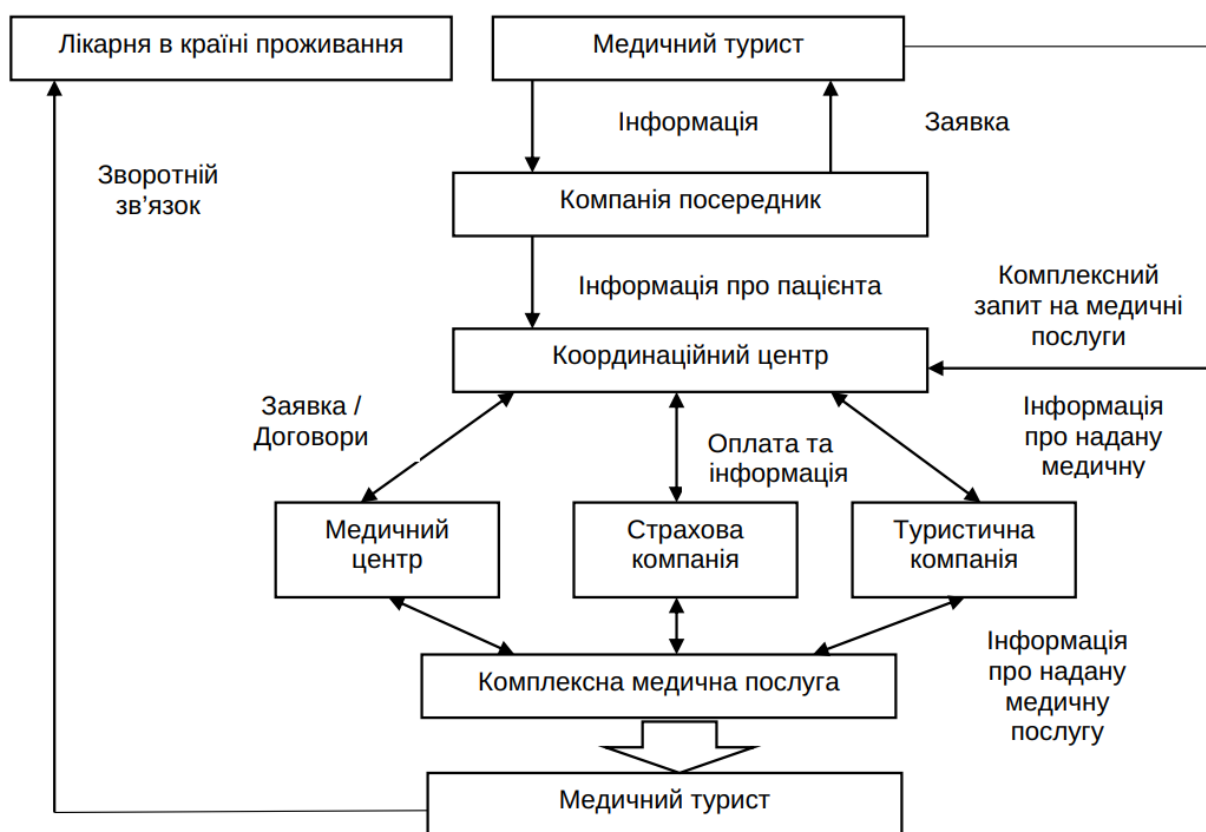 Лікарня в країні проживання
Медичний турист
Інформація
Заявка
Зворотній
зв’язок
Компанія посередник
Інформація про пацієнта
Комплексний
запит на медичні
послуги
Координаційний центр
Заявка /
Договори
Оплата та
інформація
Інформація
про надану
медичну
Медичний
центр
Страхова
компанія
Туристична
компанія
Інформація
про надану
медичну
послугу
Комплексна медична послуга
Медичний турист